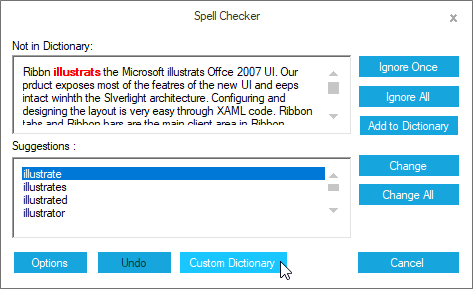 Spell Checker
x
Not in Dictionary:
Ribbn illustrats the Microsoft illustrats Offce 2007 UI. Our
prduct exposes most of the featres of the new UI and eeps
intact winhth the Slverlight architecture. Configuring and
designing the layout is very easy through XAML code. Ribbon
tabs and Ribbon bars are the main client area in Ribbon
Ignore Once
Ignore All
Add to Dictionary
Suggestions :
illustrate
illustrates
illustrated
illustrator
Change
Change All
Options
Undo
Custom Dictionary
Cancel